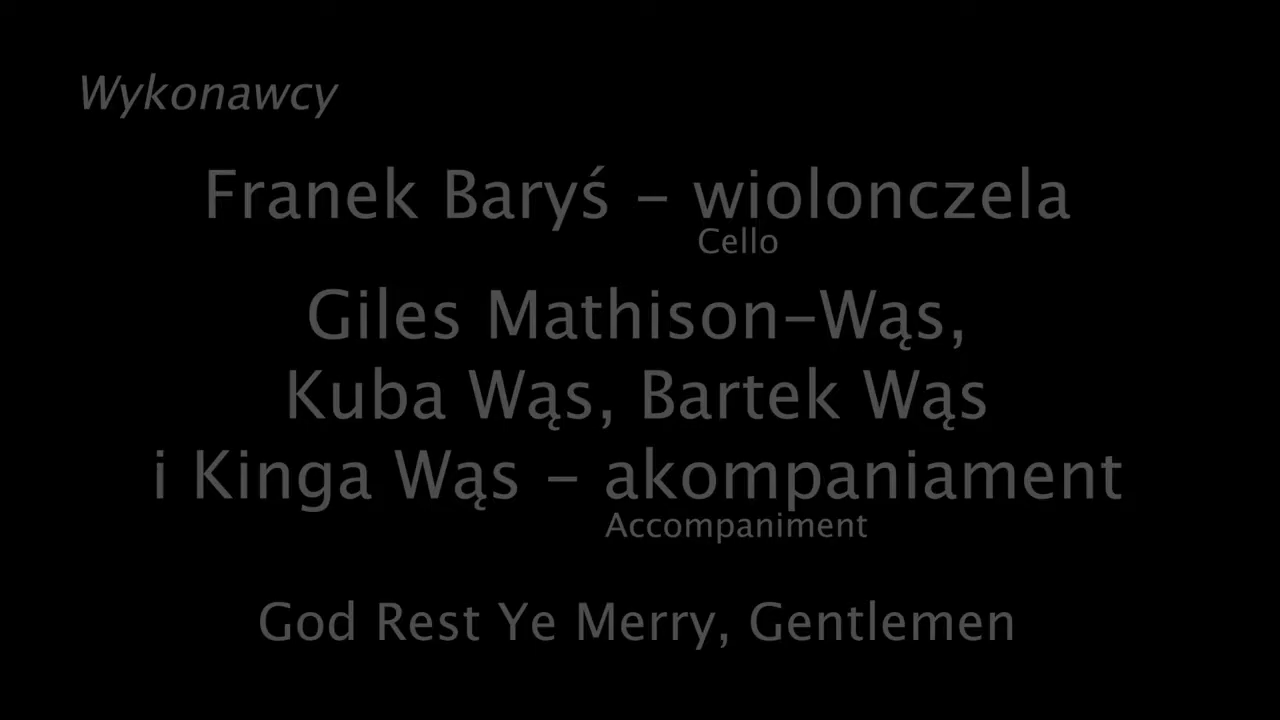 Wykonawcy
Franek Baryś - wiolonczela
Cello
Giles Mathison-Wąs,
Kuba Wąs, Bartek Wąs
i Kinga Wąs - akompaniament
Accompaniment
God Rest Ye Merry, Gentlemen